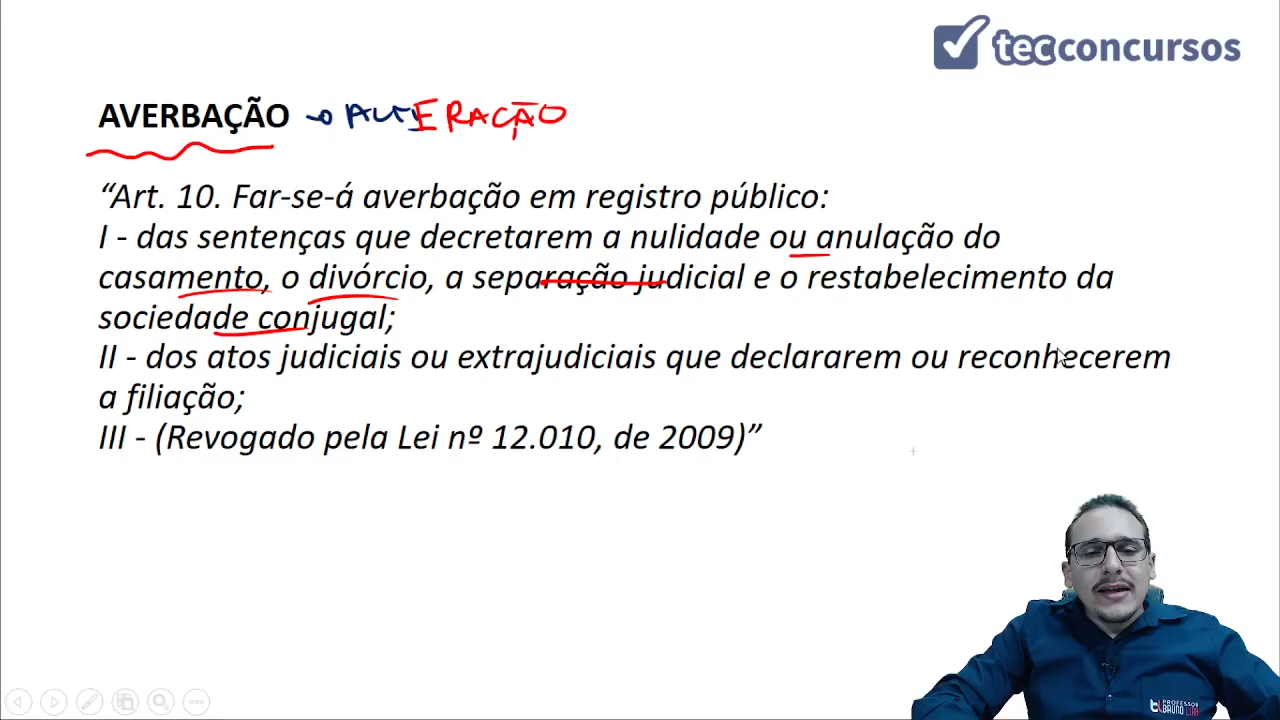 tecconcursos
AVERBAÇÃO → ALTERAÇÃO
“Art. 10. Far-se-á averbação em registro público:
I - das sentenças que decretarem a nulidade ou anulação do
casamento, o divórcio, a separação judicial e o restabelecimento da
sociedade conjugal;
II - dos atos judiciais ou extrajudiciais que declararem ou reconhecerem
a filiação;
III - (Revogado pela Lei nº 12.010, de 2009)”
PROFESSOR
BRUNO